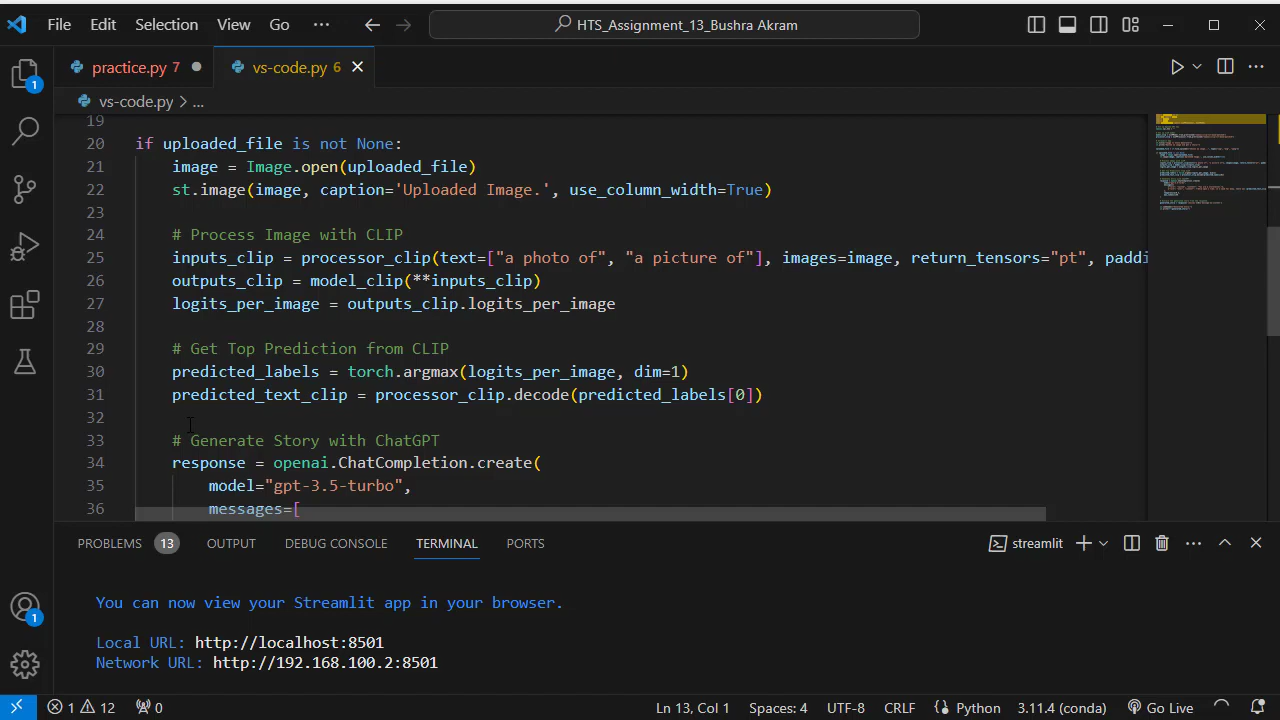 File Edit Selection View Go ··· HTS_Assignment_13_Bushra Akram
practice.py 7 vs-code.py 6
vs-code.py > ...
19
20 if uploaded_file is not None:
21 image = Image.open(uploaded_file)
22 st.image(image, caption='Uploaded Image.', use_column_width=True)
23
24 # Process Image with CLIP
25 inputs_clip = processor_clip(text=["a photo of", "a picture of"], images=image, return_tensors="pt", paddi
26 outputs_clip = model_clip(**inputs_clip)
27 logits_per_image = outputs_clip.logits_per_image
28
29 # Get Top Prediction from CLIP
30 predicted_labels = torch.argmax(logits_per_image, dim=1)
31 predicted_text_clip = processor_clip.decode(predicted_labels[0])
32
33 # Generate Story with ChatGPT
34 response = openai.ChatCompletion.create(
35 model="gpt-3.5-turbo",
36 messages=[
PROBLEMS 13 OUTPUT DEBUG CONSOLE TERMINAL PORTS streamlit
You can now view your Streamlit app in your browser.
Local URL: http://localhost:8501
Network URL: http://192.168.100.2:8501
1 12 0 Ln 13, Col 1 Spaces: 4 UTF-8 CRLF Python 3.11.4 (conda) Go Live
1
1